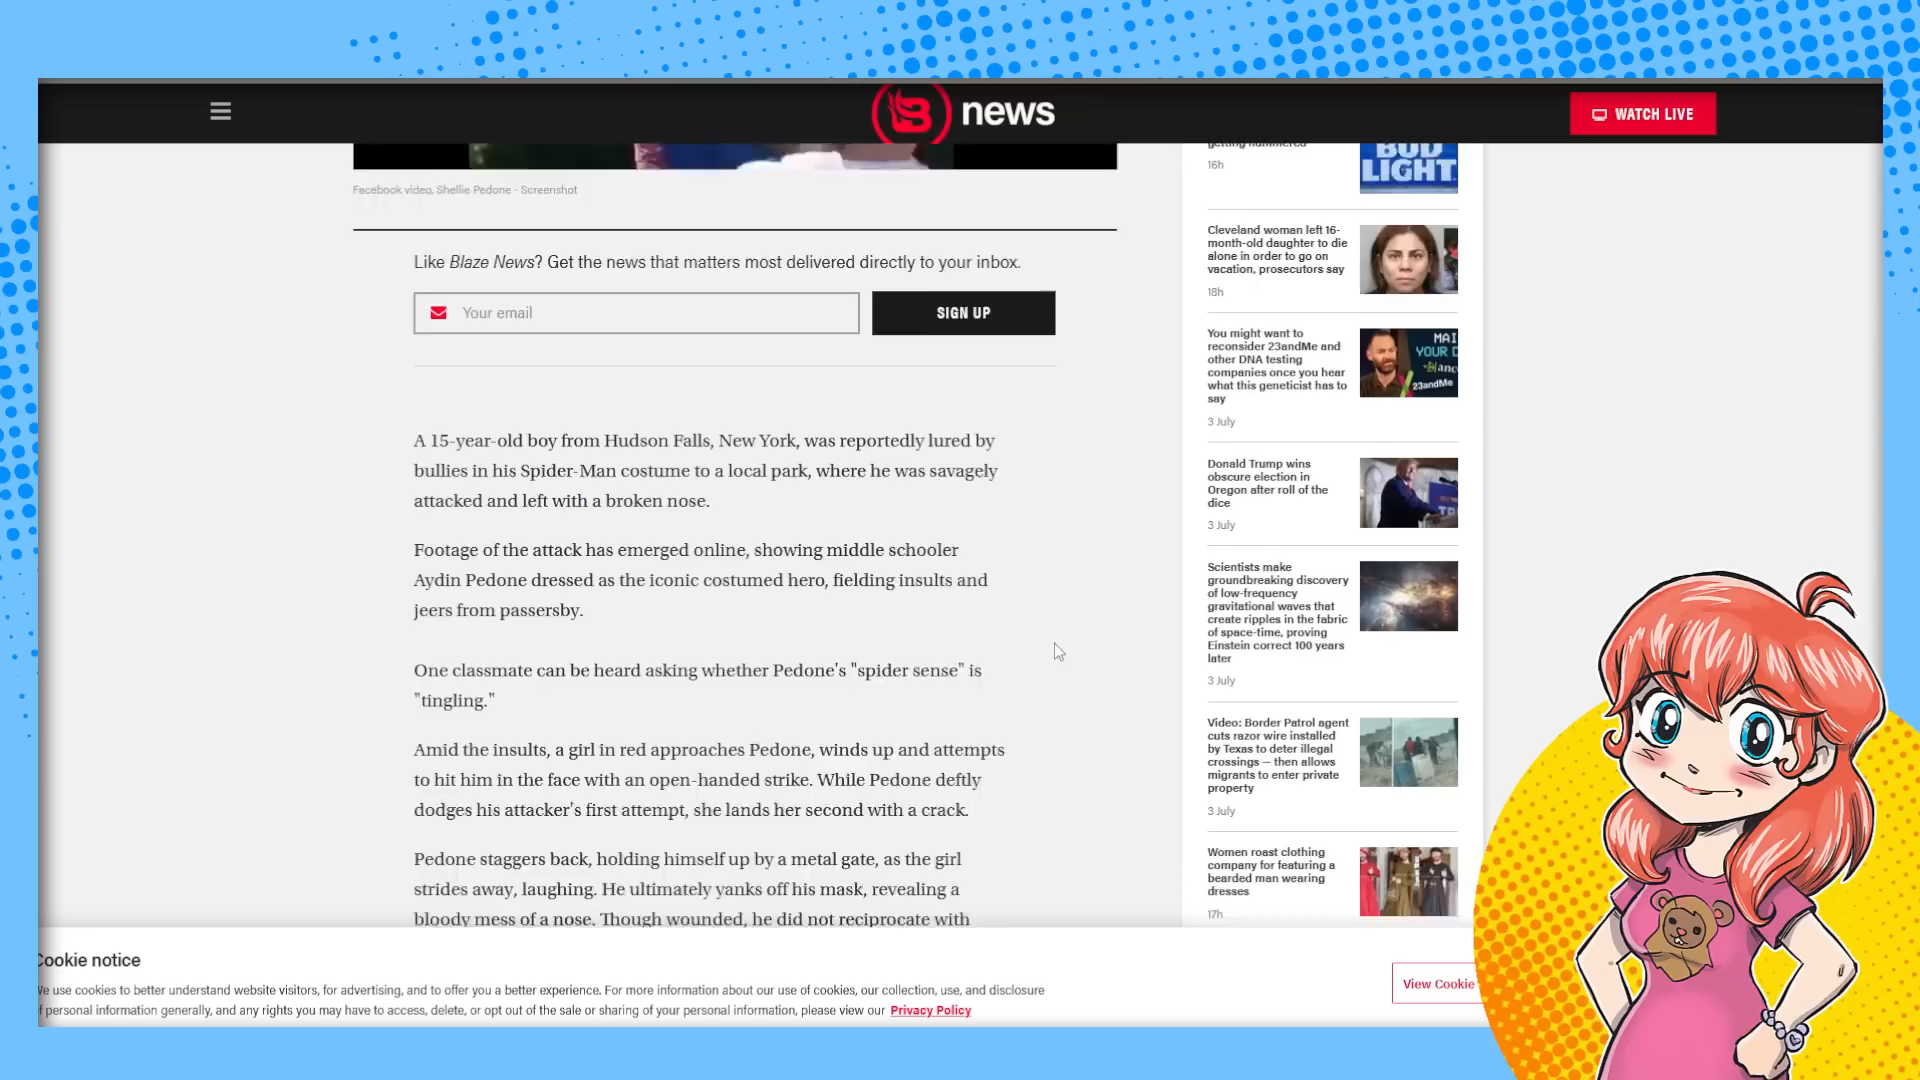 news
WATCH LIVE
Facebook video, Shellie Pedone - Screenshot
Like Blaze News? Get the news that matters most delivered directly to your inbox.
Your email
SIGN UP
A 15-year-old boy from Hudson Falls, New York, was reportedly lured by
bullies in his Spider-Man costume to a local park, where he was savagely
attacked and left with a broken nose.
Footage of the attack has emerged online, showing middle schooler
Aydin Pedone dressed as the iconic costumed hero, fielding insults and
jeers from passersby.
One classmate can be heard asking whether Pedone's "spider sense" is
"tingling."
Amid the insults, a girl in red approaches Pedone, winds up and attempts
to hit him in the face with an open-handed strike. While Pedone deftly
dodges his attacker's first attempt, she lands her second with a crack.
Pedone staggers back, holding himself up by a metal gate, as the girl
strides away, laughing. He ultimately yanks off his mask, revealing a
bloody mess of a nose. Though wounded, he did not reciprocate with
getting hammered
16h
BUD
LIGHT
Cleveland woman left 16-
month-old daughter to die
alone in order to go on
vacation, prosecutors say
18h
You might want to
reconsider 23andMe and
other DNA testing
companies once you hear
what this geneticist has to
say
3 July
MAI
YOUR D
23andMe
Donald Trump wins
obscure election in
Oregon after roll of the
dice
3 July
Scientists make
groundbreaking discovery
of low-frequency
gravitational waves that
create ripples in the fabric
of space-time, proving
Einstein correct 100 years
later
3 July
Video: Border Patrol agent
cuts razor wire installed
by Texas to deter illegal
crossings — then allows
migrants to enter private
property
3 July
Women roast clothing
company for featuring a
bearded man wearing
dresses
17h
Cookie notice
We use cookies to better understand website visitors, for advertising, and to offer you a better experience. For more information about our use of cookies, our collection, use, and disclosure
of personal information generally, and any rights you may have to access, delete, or opt out of the sale or sharing of your personal information, please view our Privacy Policy
View Cookie